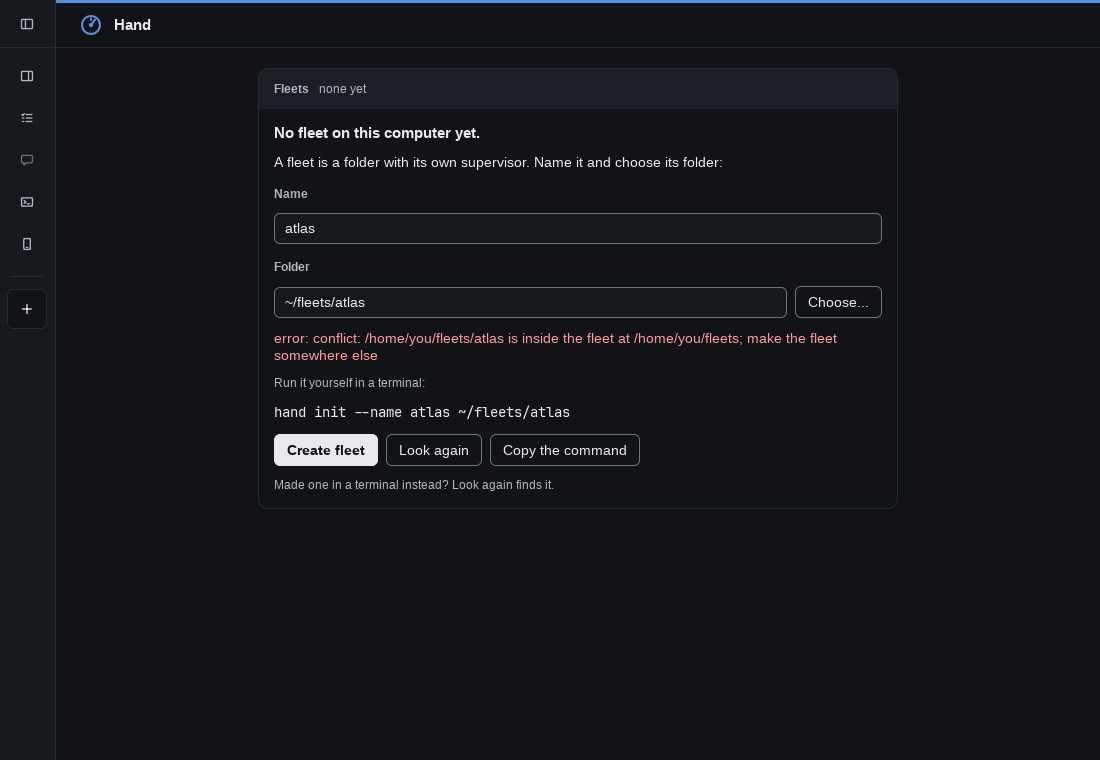 Hand
Fleets none yet
No fleet on this computer yet.
A fleet is a folder with its own supervisor. Name it and choose its folder:
Name
atlas
Folder
~/fleets/atlas
Choose...
error: conflict: /home/you/fleets/atlas is inside the fleet at /home/you/fleets; make the fleet
somewhere else
Run it yourself in a terminal:
hand init --name atlas ~/fleets/atlas
Create fleet
Look again
Copy the command
Made one in a terminal instead? Look again finds it.